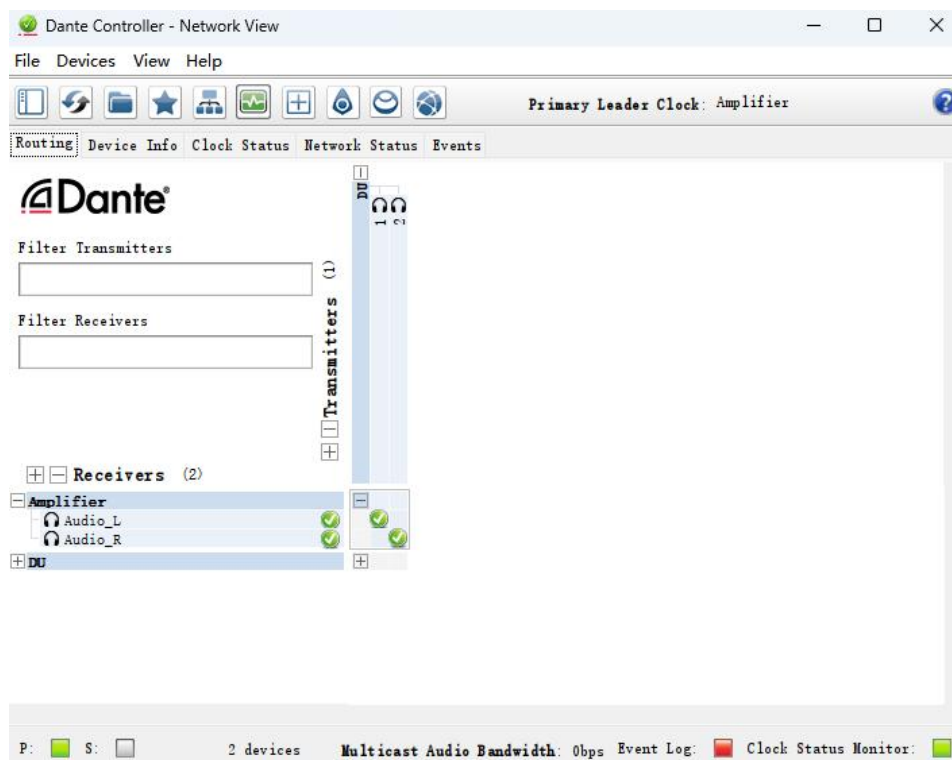 Dante Controller - Network View
File Devices View Help
Primary Leader Clock: Amplifier
Routing Device Info Clock Status Network Status Events
Dante®
DU
1
2
Filter Transmitters
Filter Receivers
Transmitters (1)
Receivers (2)
Amplifier
Audio_L
Audio_R
DU
P: S: 2 devices Multicast Audio Bandwidth: 0bps Event Log: Clock Status Monitor: